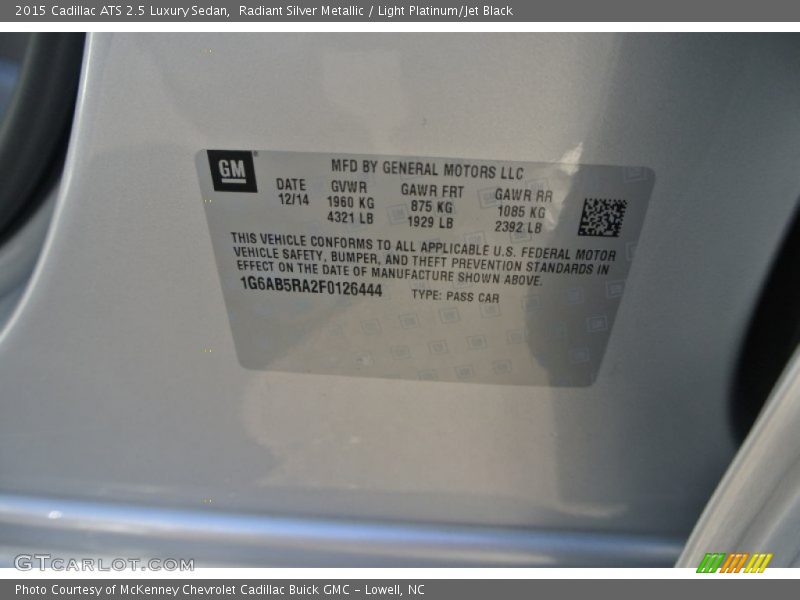 2015 Cadillac ATS 2.5 Luxury Sedan, Radiant Silver Metallic / Light Platinum/Jet Black
GM®
MFD BY GENERAL MOTORS LLC
DATE GVWR GAWR FRT GAWR RR
12/14 1960 KG 875 KG 1085 KG
4321 LB 1929 LB 2392 LB
THIS VEHICLE CONFORMS TO ALL APPLICABLE U.S. FEDERAL MOTOR
VEHICLE SAFETY, BUMPER, AND THEFT PREVENTION STANDARDS IN
EFFECT ON THE DATE OF MANUFACTURE SHOWN ABOVE.
1G6AB5RA2F0126444 TYPE: PASS CAR
GTCARLOT.COM
Photo Courtesy of McKenney Chevrolet Cadillac Buick GMC – Lowell, NC